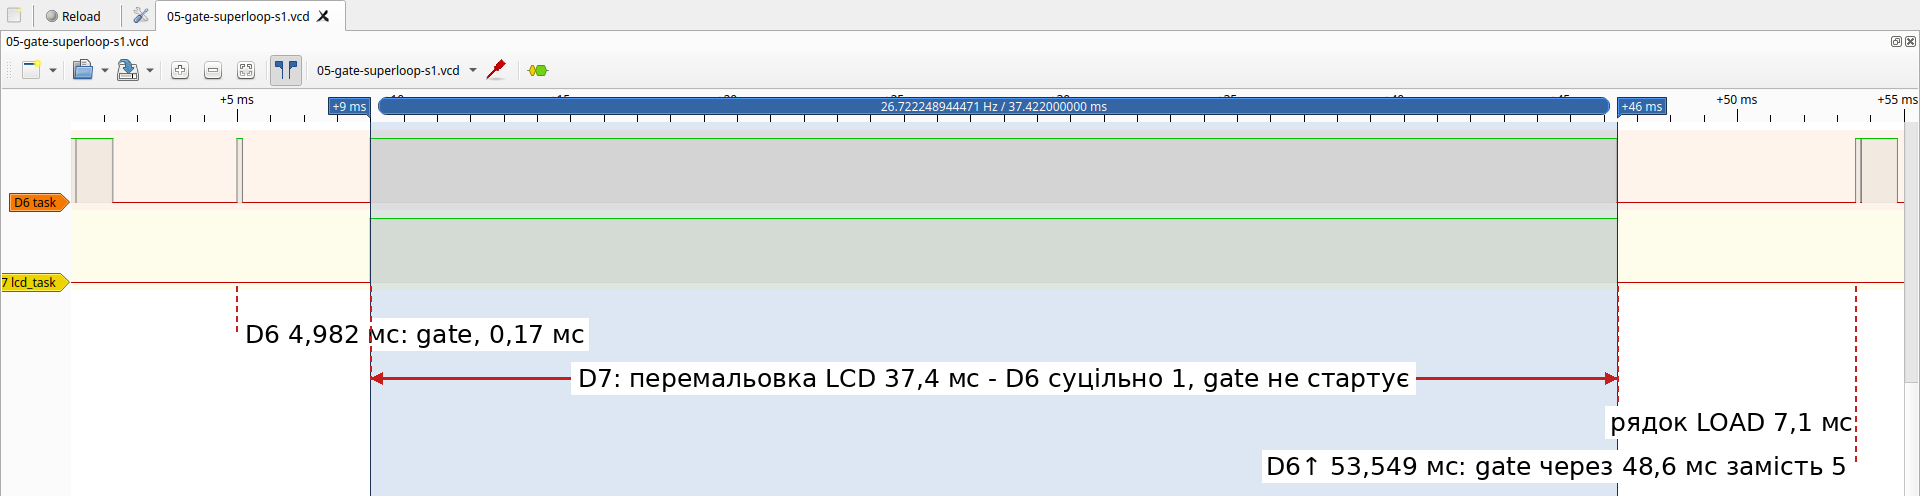 Reload
05-gate-superloop-s1.vcd
05-gate-superloop-s1.vcd
05-gate-superloop-s1.vcd
+5 ms
+9 ms
26.722248944471 Hz / 37.422000000 ms
+46 ms
+50 ms
+55 ms
D6 task
7 lcd_task
D6 4,982 мс: gate, 0,17 мс
D7: перемальовка LCD 37,4 мс - D6 суцільно 1, gate не стартує
рядок LOAD 7,1 мс
D6↑ 53,549 мс: gate через 48,6 мс замість 5